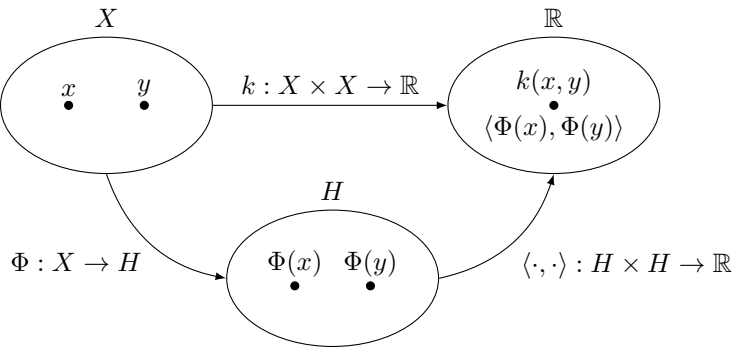 X
ℝ
x
y
k : X × X → ℝ
k(x, y)
⟨Φ(x), Φ(y)⟩
H
Φ : X → H
Φ(x)
Φ(y)
⟨·, ·⟩ : H × H → ℝ